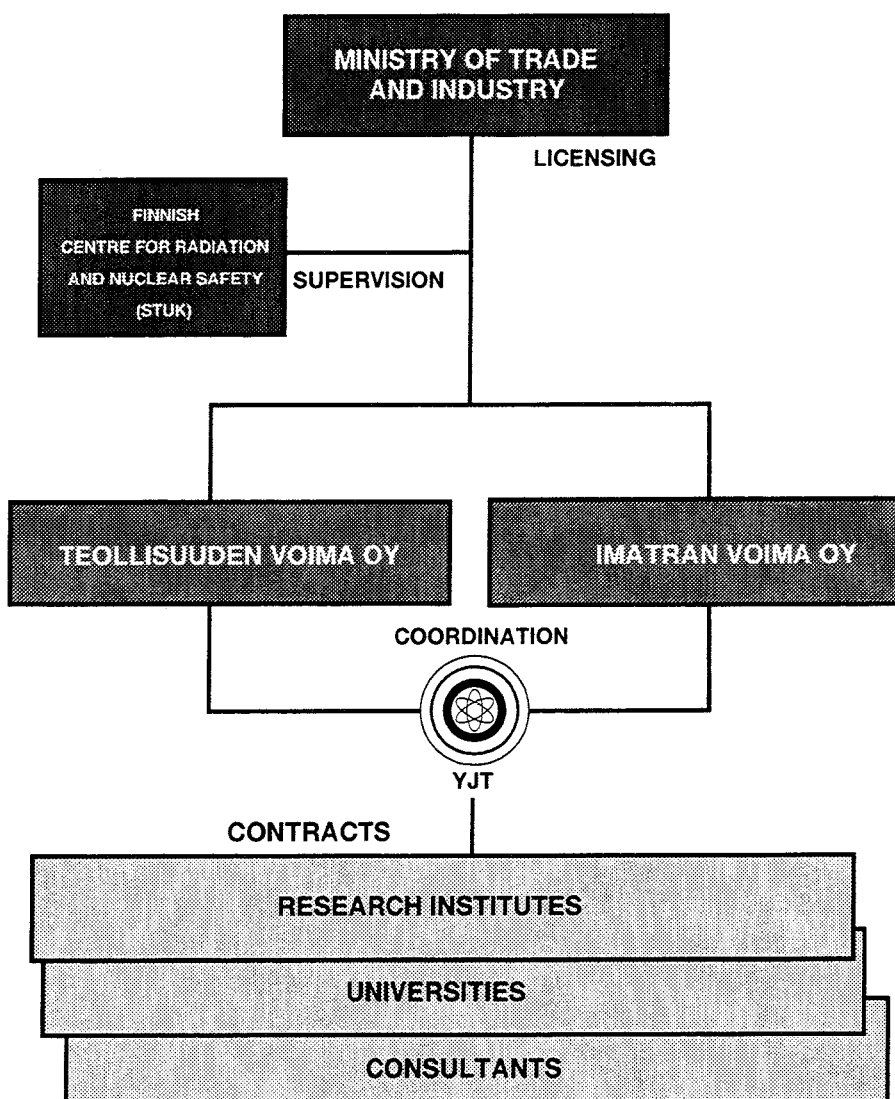 MINISTRY OF TRADE
AND INDUSTRY
LICENSING
FINNISH
CENTRE FOR RADIATION
AND NUCLEAR SAFETY
(STUK)
SUPERVISION
TEOLLISUUDEN VOIMA OY
IMATRAN VOIMA OY
COORDINATION
YJT
CONTRACTS
RESEARCH INSTITUTES
UNIVERSITIES
CONSULTANTS